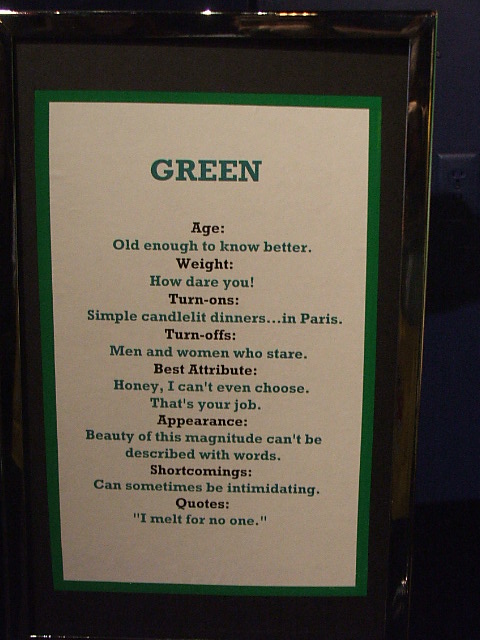 GREEN
Age:
Old enough to know better.
Weight:
How dare you!
Turn-ons:
Simple candlelit dinners...in Paris.
Turn-offs:
Men and women who stare.
Best Attribute:
Honey, I can't even choose.
That's your job.
Appearance:
Beauty of this magnitude can't be
described with words.
Shortcomings:
Can sometimes be intimidating.
Quotes:
"I melt for no one."